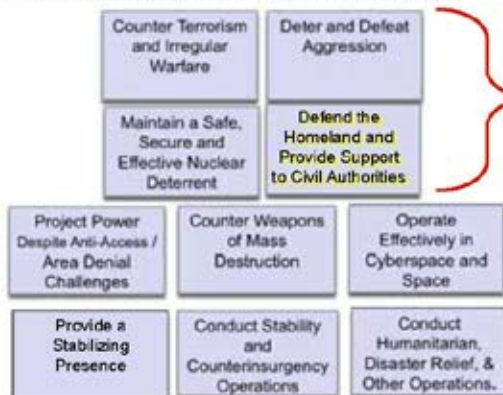 Counter Terrorism
and Irregular
Warfare
Deter and Defeat
Aggression
Maintain a Safe,
Secure and
Effective Nuclear
Deterrent
Defend the
Homeland and
Provide Support
to Civil Authorities
Project Power
Despite Anti-Access /
Area Denial
Challenges
Counter Weapons
of Mass
Destruction
Operate
Effectively in
Cyberspace and
Space
Provide a
Stabilizing
Presence
Conduct Stability
and
Counterinsurgency
Operations
Conduct
Humanitarian,
Disaster Relief, &
Other Operations.